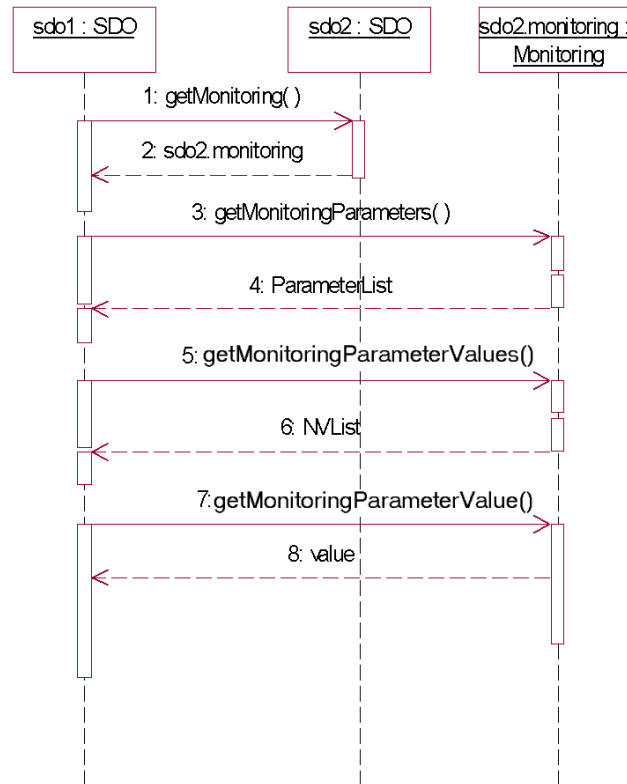 sdo1 : SDO
sdo2 : SDO
sdo2.monitoring :
Monitoring
1: getMonitoring( )
2: sdo2.monitoring
3: getMonitoringParameters( )
4: ParameterList
5: getMonitoringParameterValues()
6: NVList
7: getMonitoringParameterValue()
8: value